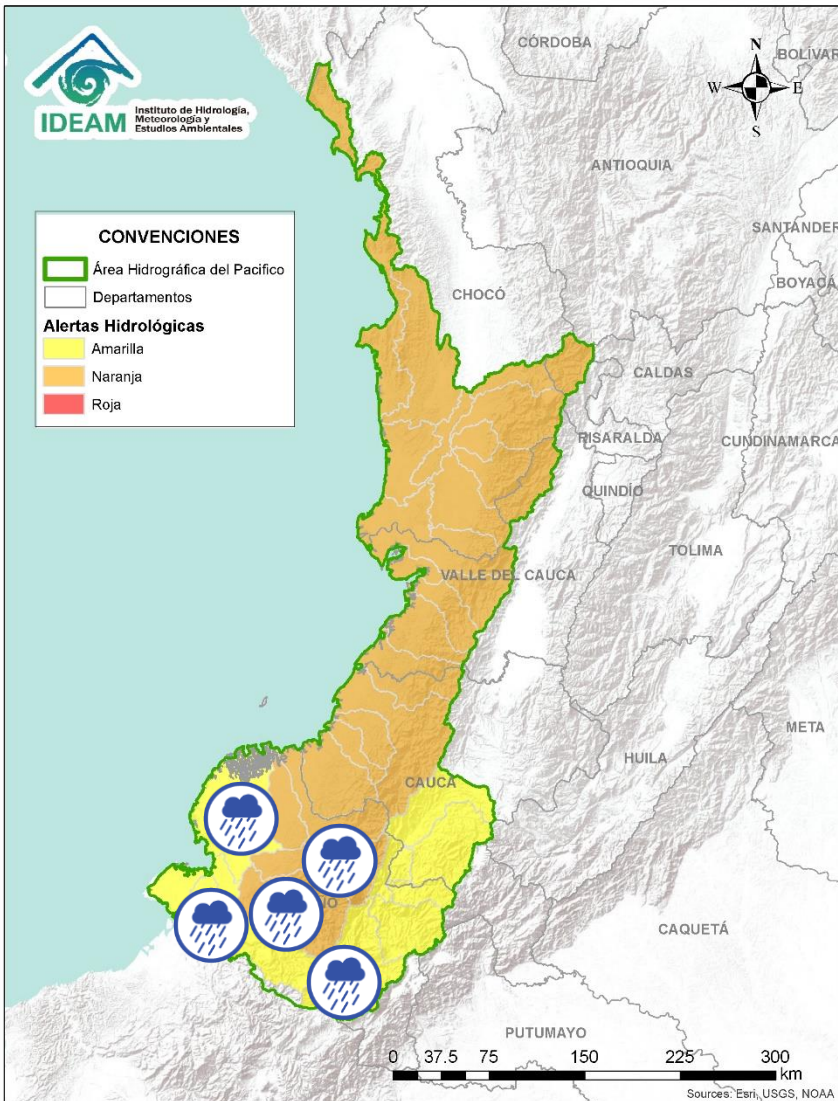 IDEAM
Instituto de Hidrología,
Meteorología y
Estudios Ambientales
CÓRDOBA
BOLÍVAR
N
W
E
S
ANTIOQUIA
SANTANDER
BOYACÁ
CONVENCIONES
Área Hidrográfica del Pacifico
Departamentos
Alertas Hidrológicas
Amarilla
Naranja
Roja
CHOCÓ
CALDAS
RISARALDA
CUNDINAMARCA
QUINDÍO
TOLIMA
VALLE DEL CAUCA
META
HUILA
CAUCA
CAQUETÁ
PUTUMAYO
0 37.5 75 150 225 300
km
Sources: Esri, USGS, NOAA